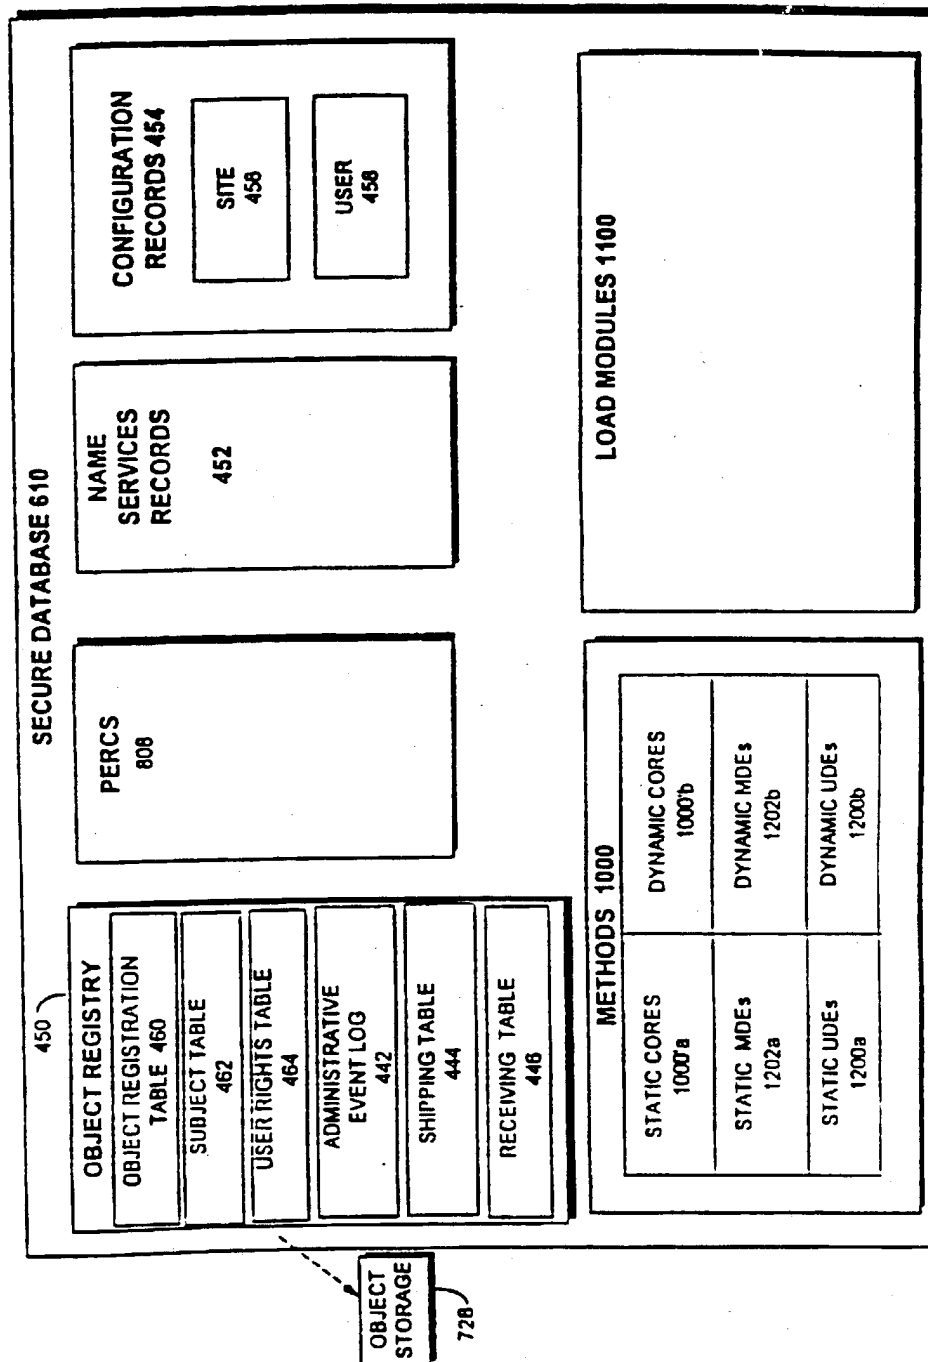 SECURE DATABASE 610
450
OBJECT REGISTRY
OBJECT REGISTRATION
TABLE 460
SUBJECT TABLE
462
USER RIGHTS TABLE
464
ADMINISTRATIVE
EVENT LOG
442
SHIPPING TABLE
444
RECEIVING TABLE
446
OBJECT
STORAGE
728
PERCS
808
NAME
SERVICES
RECORDS
452
CONFIGURATION
RECORDS 454
SITE
456
USER
458
METHODS 1000
STATIC CORES
1000'a
DYNAMIC CORES
1000'b
STATIC MDEs
1202a
DYNAMIC MDEs
1202b
STATIC UDEs
1200a
DYNAMIC UDEs
1200b
LOAD MODULES 1100